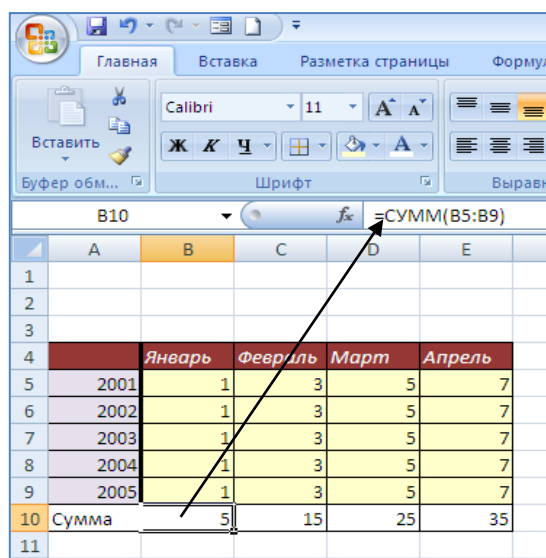 Главная Вставка Разметка страницы Форму
Calibri 11 A A
Вставить Ж К Ч A
Буфер обм... Шрифт Вырав
B10 fx =СУММ(B5:B9)
A B C D E
1
2
3
4 Январь Февраль Март Апрель
5 2001 1 3 5 7
6 2002 1 3 5 7
7 2003 1 3 5 7
8 2004 1 3 5 7
9 2005 1 3 5 7
10 Сумма 5 15 25 35
11